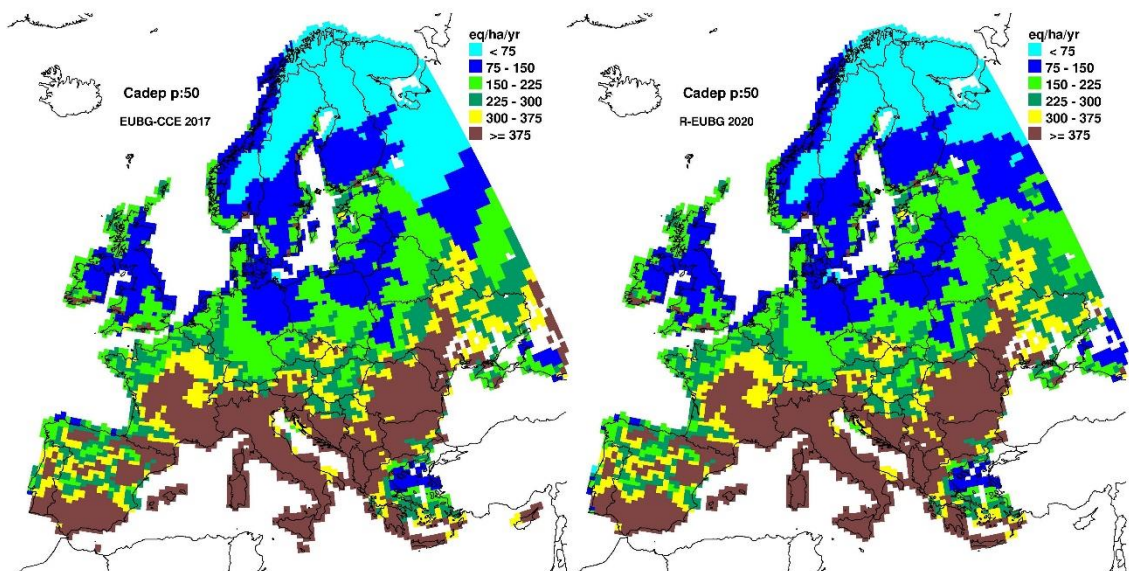 eq/ha/yr
< 75
75 - 150
150 - 225
225 - 300
300 - 375
>= 375
Cadep p:50
EUBG-CCE 2017
eq/ha/yr
< 75
75 - 150
150 - 225
225 - 300
300 - 375
>= 375
Cadep p:50
R-EUBG 2020